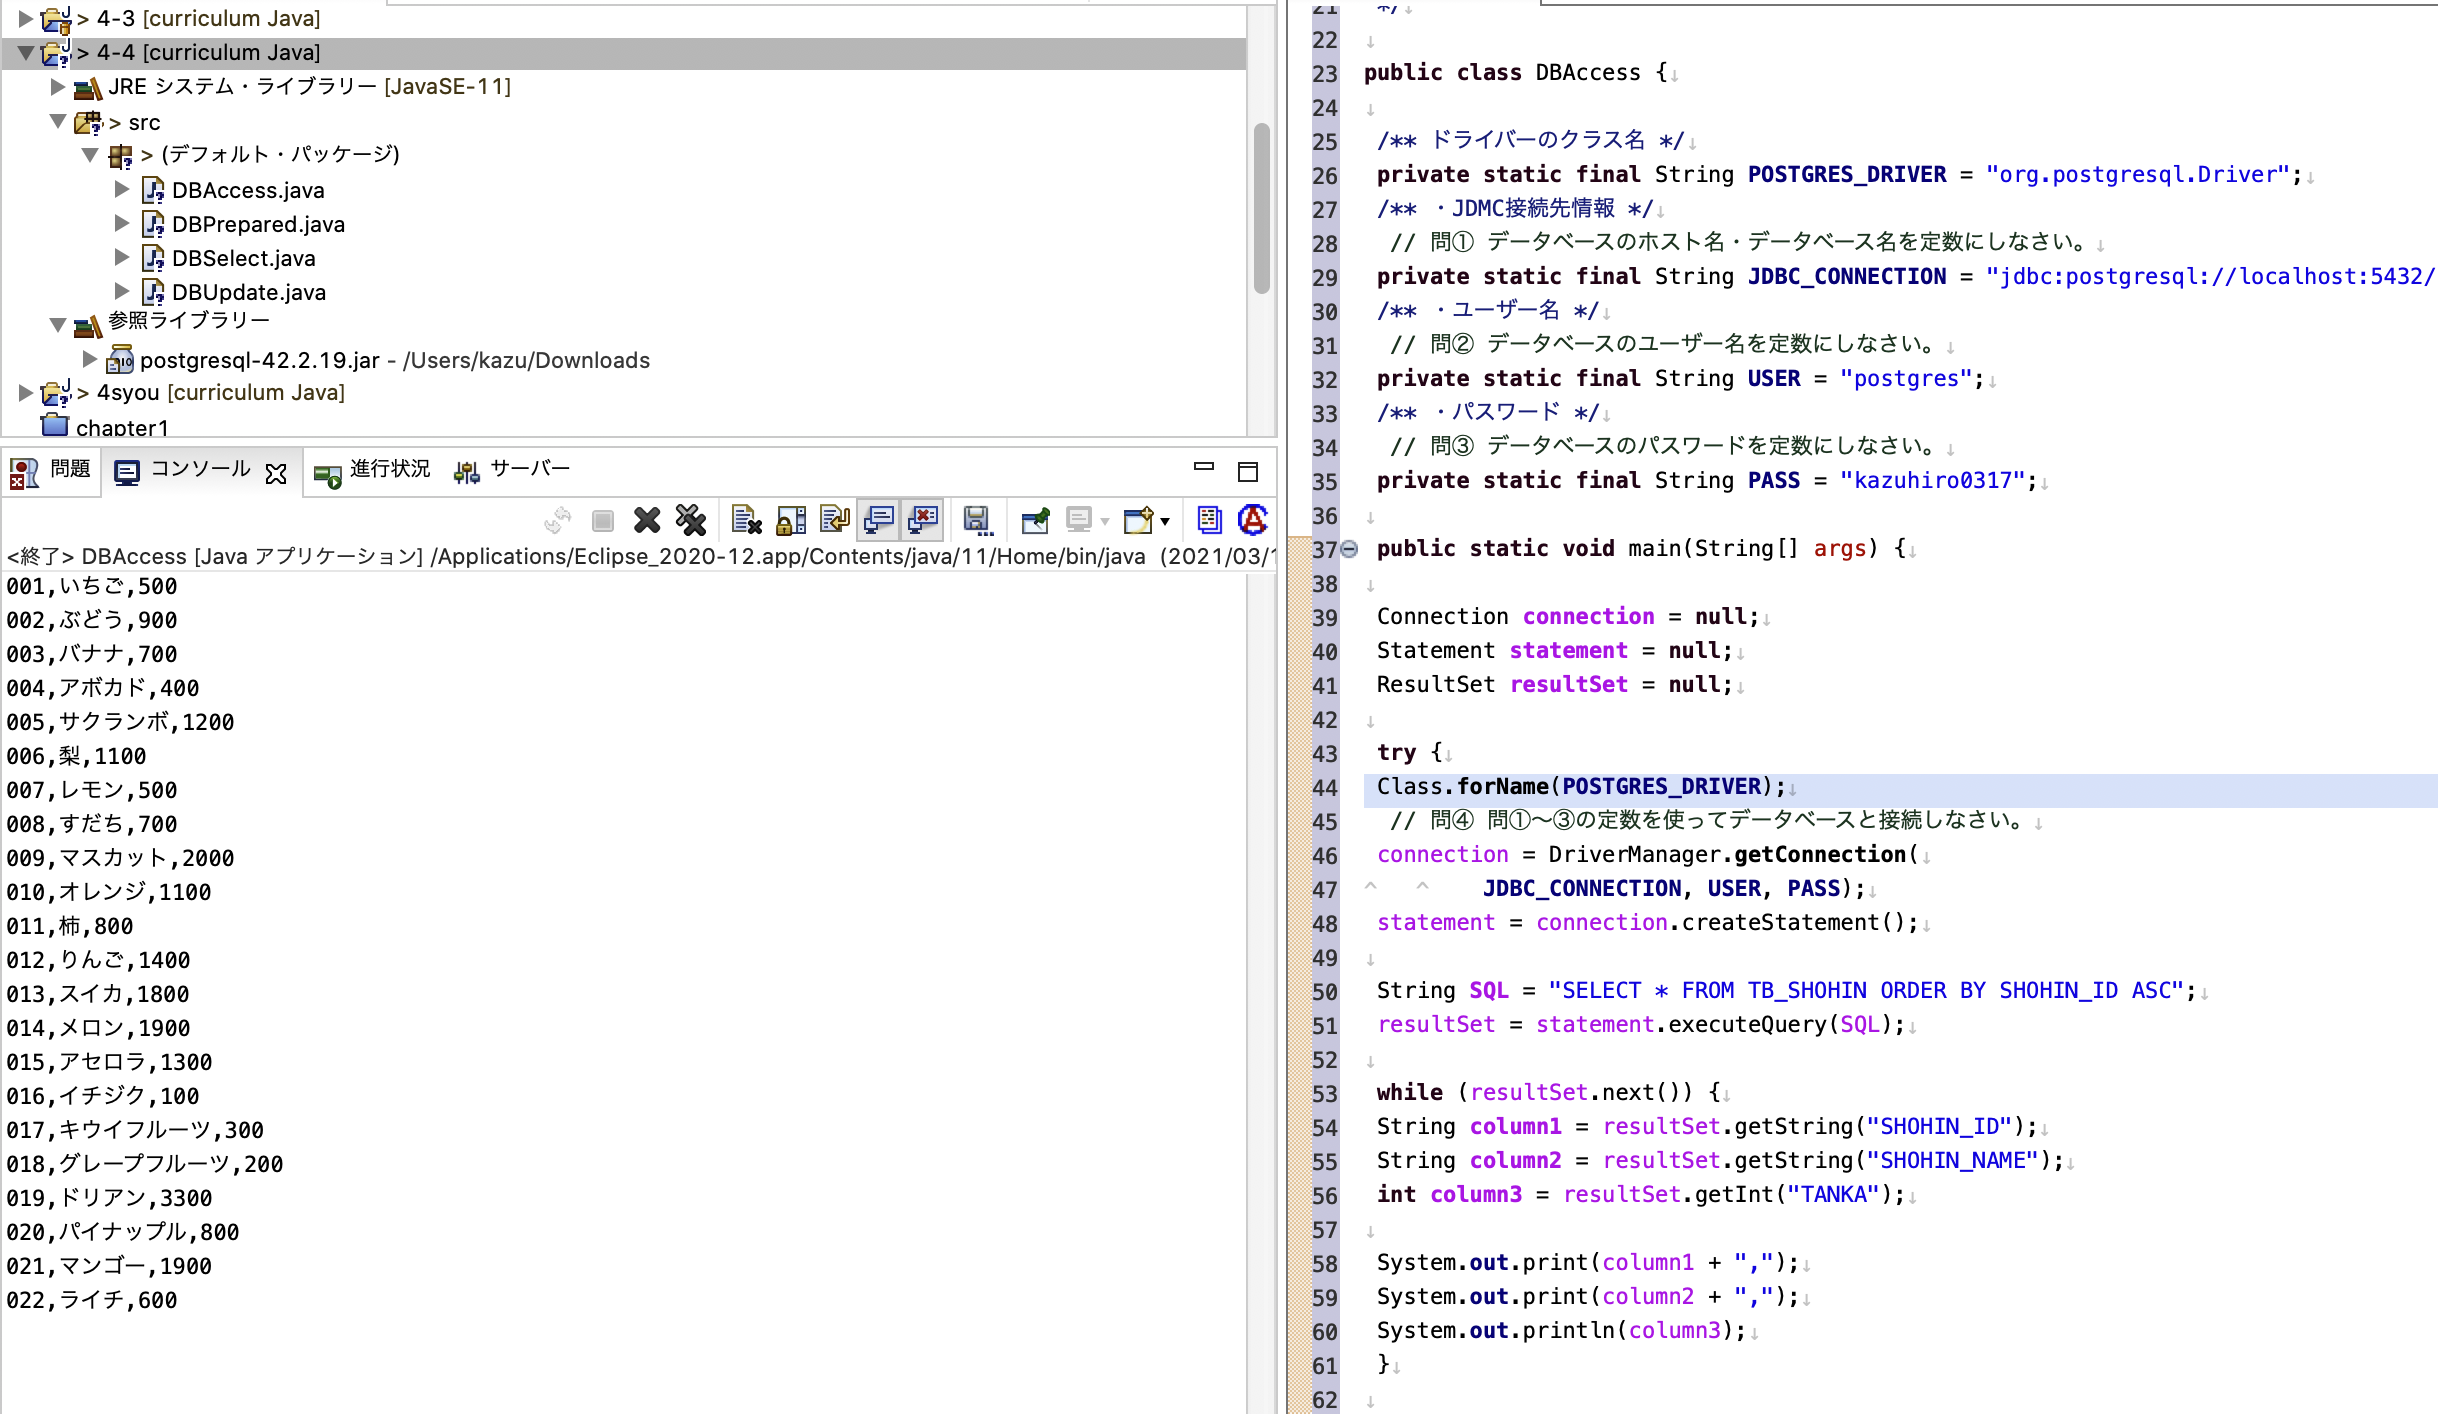 > 4-3 [curriculum Java]
> 4-4 [curriculum Java]
JRE システム・ライブラリー [JavaSE-11]
> src
> (デフォルト・パッケージ)
DBAccess.java
DBPrepared.java
DBSelect.java
DBUpdate.java
参照ライブラリー
postgresql-42.2.19.jar - /Users/kazu/Downloads
> 4syou [curriculum Java]
chapter1
問題 コンソール 進行状況 サーバー
<終了> DBAccess [Java アプリケーション] /Applications/Eclipse_2020-12.app/Contents/java/11/Home/bin/java  (2021/03/1
001,いちご,500
002,ぶどう,900
003,バナナ,700
004,アボカド,400
005,サクランボ,1200
006,梨,1100
007,レモン,500
008,すだち,700
009,マスカット,2000
010,オレンジ,1100
011,柿,800
012,りんご,1400
013,スイカ,1800
014,メロン,1900
015,アセロラ,1300
016,イチジク,100
017,キウイフルーツ,300
018,グレープフルーツ,200
019,ドリアン,3300
020,パイナップル,800
021,マンゴー,1900
022,ライチ,600
21 */↓
22 ↓
23 public class DBAccess {↓
24 ↓
25 /** ドライバーのクラス名 */↓
26 private static final String POSTGRES_DRIVER = "org.postgresql.Driver";↓
27 /** ・JDMC接続先情報 */↓
28 // 問① データベースのホスト名・データベース名を定数にしなさい。↓
29 private static final String JDBC_CONNECTION = "jdbc:postgresql://localhost:5432/
30 /** ・ユーザー名 */↓
31 // 問② データベースのユーザー名を定数にしなさい。↓
32 private static final String USER = "postgres";↓
33 /** ・パスワード */↓
34 // 問③ データベースのパスワードを定数にしなさい。↓
35 private static final String PASS = "kazuhiro0317";↓
36 ↓
37 public static void main(String[] args) {↓
38 ↓
39 Connection connection = null;↓
40 Statement statement = null;↓
41 ResultSet resultSet = null;↓
42 ↓
43 try {↓
44 Class.forName(POSTGRES_DRIVER);↓
45 // 問④ 問①〜③の定数を使ってデータベースと接続しなさい。↓
46 connection = DriverManager.getConnection(↓
47 ^ ^ JDBC_CONNECTION, USER, PASS);↓
48 statement = connection.createStatement();↓
49 ↓
50 String SQL = "SELECT * FROM TB_SHOHIN ORDER BY SHOHIN_ID ASC";↓
51 resultSet = statement.executeQuery(SQL);↓
52 ↓
53 while (resultSet.next()) {↓
54 String column1 = resultSet.getString("SHOHIN_ID");↓
55 String column2 = resultSet.getString("SHOHIN_NAME");↓
56 int column3 = resultSet.getInt("TANKA");↓
57 ↓
58 System.out.print(column1 + ",");↓
59 System.out.print(column2 + ",");↓
60 System.out.println(column3);↓
61 }↓
62 ↓